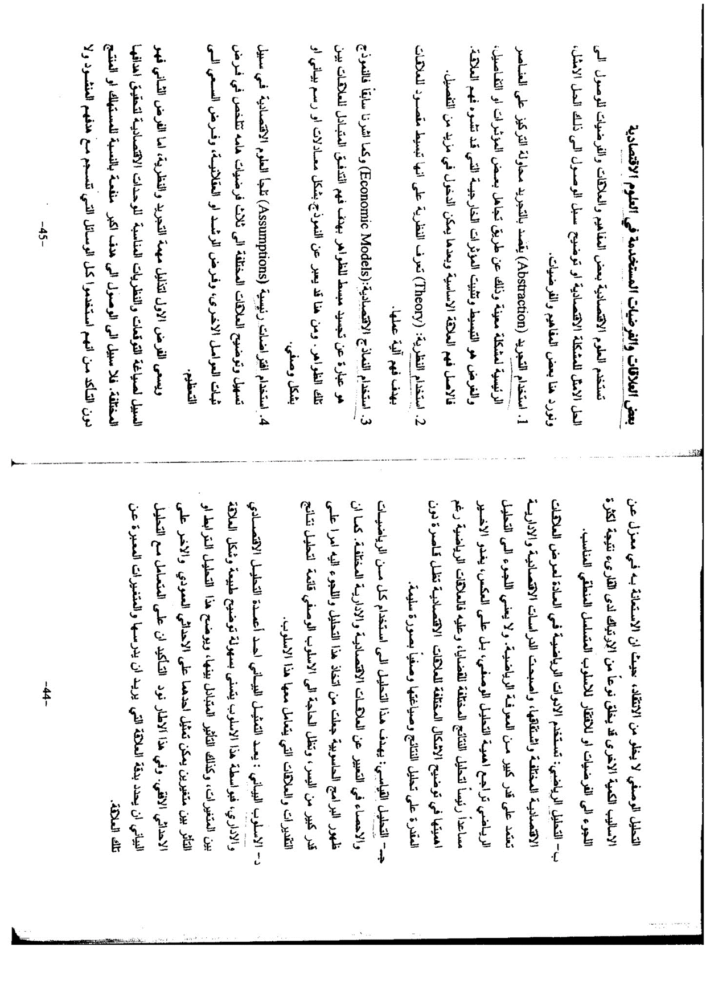 التحليل الوصفي لا يخلو من الانتقاد، حيث ان الاستعانة به في معزل عن
الاساليب الكمية الاخرى قد يخلق نوعاً من الارتباك لدى القارىء نتيجة لكثرة
اللجوء الى الفرضيات او للافتقار للاسلوب المتسلسل المنطقي المناسب.
ب- التحليل الرياضي: تستخدم الادوات الرياضية في العادة لعرض العلاقات
الاقتصادية المختلفة واشتقاقها، واصبحت الدراسات الاقتصادية والادارية
تعتمد على قدر كبير من المعرفة الرياضية. ولا يعني اللجوء الى التحليل
الرياضي تراجع اهمية التحليل الوصفي، بل على العكس، يغدو الاخير
مساعداً رئيساً لتحليل النتائج المختلفة للقضايا، وعليه فالعلاقات الرياضية رغم
اهميتها في توضيح الاشكال المختلفة للعلاقات الاقتصادية تظل قاصرة دون
المقدرة على تحليل النتائج وصياغتها وصفياً بصورة سليمة.
جـ- التحليل القياسي: يهدف هذا التحليل الى استخدام كل من الرياضيات
والاحصاء في التعبير عن العلاقات الاقتصادية والادارية المختلفة. كما ان
ظهور البرامج الحاسوبية جعلت من اتخاذ هذا التحليل واللجوء اليه امرا على
قدر كبير من اليسر، وتظل الحاجة الى الاسلوب الوصفي قائمة لتحليل نتائج
التقديرات والعلاقات التي يتعامل معها هذا الاسلوب.
د- الاسلوب البياني: يعد التمثيل البياني احد أعمدة التحليل الاقتصادي
والاداري، فبواسطة هذا الاسلوب يتسنى بسهولة توضيح طبيعة وشكل العلاقة
بين المتغيرات، وكذلك التأثير المتبادل بينها، ويوضح هذا التحليل الترابط او
التأثر بين متغيرين يمكن تمثيل احدهما على الاحداثي العمودي والاخر على
الاحداثي الافقي. وفي هذا الاطار نود التأكيد ان على المتعامل مع التحليل
البياني ان يحدد بدقة العلاقة التي يريد ان يدرسها والمتغيرات المعبرة عن
تلك العلاقة.
-44-
بعض العلاقات والفرضيات المستخدمة في العلوم الاقتصادية
تستخدم العلوم الاقتصادية بعض المفاهيم والعلاقات والفرضيات للوصول الى
الحل الامثل للمشكلة الاقتصادية او توضيح سبل الوصول الى ذلك الحل الامثل،
ونورد هنا بعض المفاهيم والفرضيات.
1. استخدام التجريد (Abstraction) يقصد بالتجريد محاولة التركيز على العناصر
الرئيسية لمشكلة معينة وذلك عن طريق تجاهل بعض المؤثرات او التفاصيل،
والغرض هو التبسيط وتثبيت المؤثرات الخارجية التي قد تشوه فهم العلاقة.
فالاصل فهم العلاقة الاساسية وبعدها يمكن الدخول في مزيد من التفصيل.
2. استخدام النظرية: (Theory) تعرف النظرية على انها تبسيط مقصود للعلاقات
بهدف فهم آلية عملها.
3. استخدام النماذج الاقتصادية:(Economic Models) وكما اشرنا سابقاً فالنموذج
هو عبارة عن تجسيد مبسط للظواهر بهدف فهم التدفق المتبادل للعلاقات بين
تلك الظواهر. ومن هنا قد يعبر عن النموذج بشكل معادلات او رسم بياني او
بشكل وصفي.
4. استخدام افتراضات رئيسية (Assumptions) تلجأ العلوم الاقتصادية في سبيل
تسهيل وتوضيح العلاقات المختلفة الى ثلاث فرضيات هامه تتلخص في فرض
ثبات العوامل الاخرى، وفرض الرشد او العقلانية، وفرض السعي الى
التعظيم.
ويسعى الفرض الاول لتذليل مهمة التجريد والنظرية، اما الفرض الثاني فهو
السبيل لصياغة التوقعات والنظريات المناسبة للوحدات الاقتصادية لتحقيق اهدافها
المختلفة. فلا سبيل الى الوصول الى هدف اكبر منفعة بالنسبة للمستهلك او المنتج
دون التأكد من انهم استخدموا كل الوسائل التي تنسجم مع هدفهم المنشود ولا
-45-